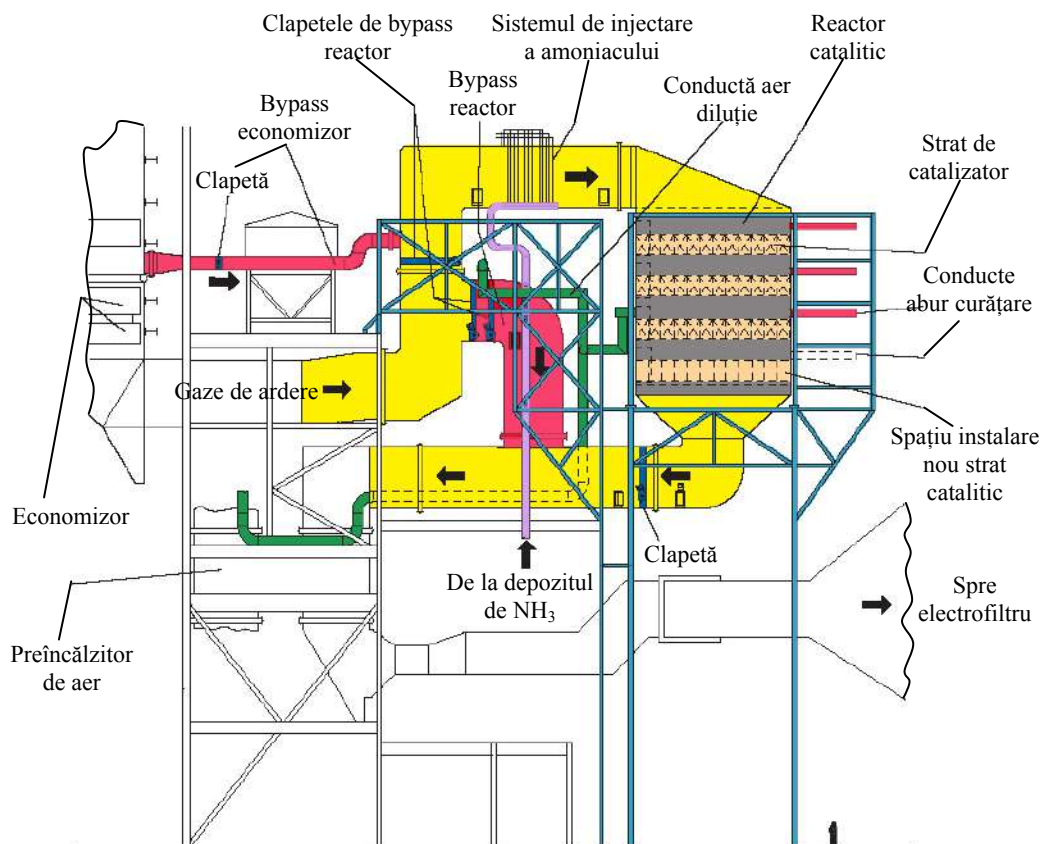 Clapetele de bypass
reactor
Sistemul de injectare
a amoniacului
Reactor
catalitic
Bypass
reactor
Conductă aer
diluție
Bypass
economizor
Clapetă
Strat de
catalizator
Conducte
abur curățare
Gaze de ardere
Spațiu instalare
nou strat
catalitic
Economizor
Clapetă
De la depozitul
de NH₃
Spre
electrofiltru
Preîncălzitor
de aer